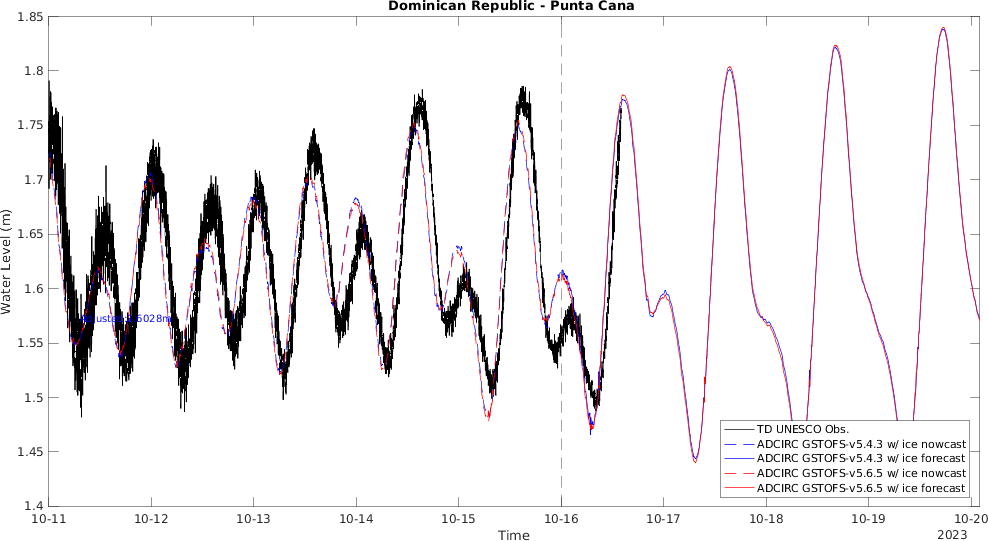 Dominican Republic - Punta Cana
1.85
1.8
1.75
1.7
1.65
1.6
1.55
1.5
1.45
1.4
Water Level (m)
10-11
10-12
10-13
10-14
10-15
10-16
10-17
10-18
10-19
10-20
Time
2023
TD UNESCO Obs.
ADCIRC GSTOFS-v5.4.3 w/ ice nowcast
ADCIRC GSTOFS-v5.4.3 w/ ice forecast
ADCIRC GSTOFS-v5.6.5 w/ ice nowcast
ADCIRC GSTOFS-v5.6.5 w/ ice forecast